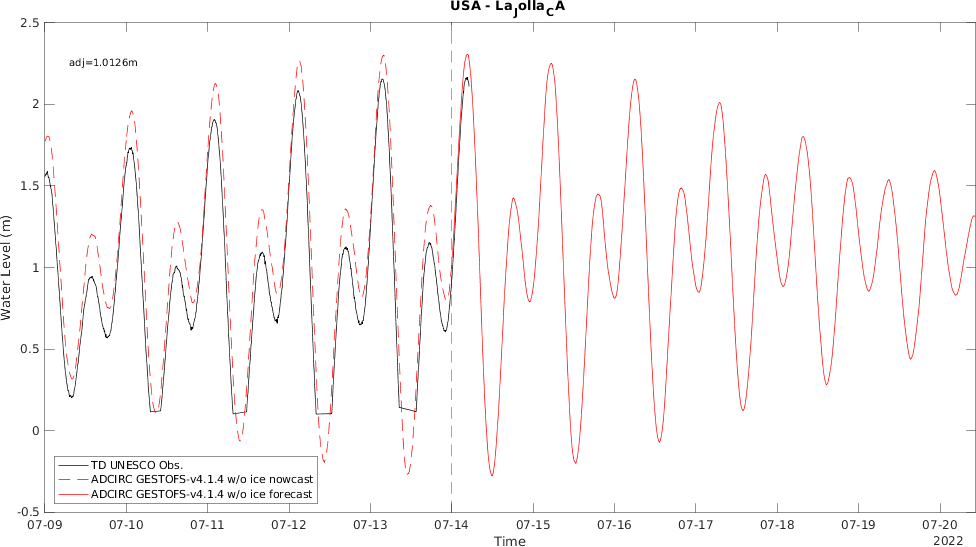 USA - LaJollaCA
2.5
adj=1.0126m
2
1.5
1
0.5
0
-0.5
Water Level (m)
TD UNESCO Obs.
ADCIRC GESTOFS-v4.1.4 w/o ice nowcast
ADCIRC GESTOFS-v4.1.4 w/o ice forecast
07-09 07-10 07-11 07-12 07-13 07-14 07-15 07-16 07-17 07-18 07-19 07-20
Time
2022